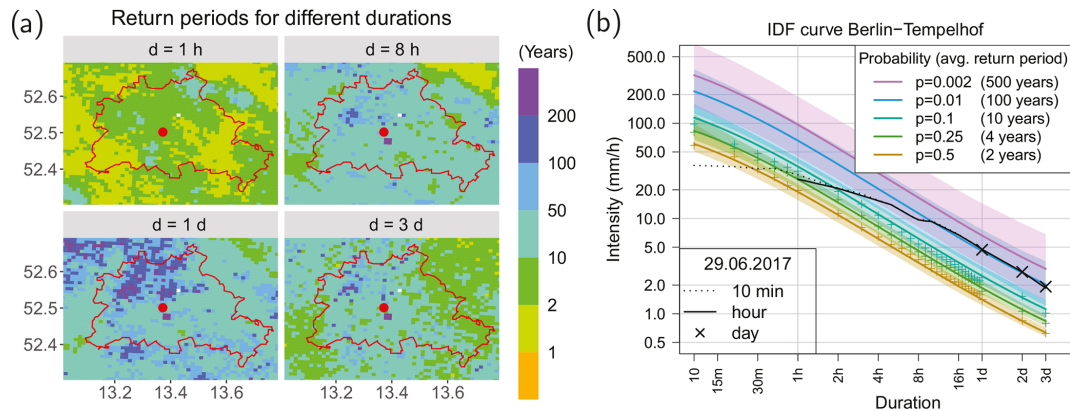 (a)
Return periods for different durations
d = 1 h
d = 8 h
(Years)
52.6
52.5
52.4
d = 1 d
d = 3 d
52.6
52.5
52.4
13.2 13.4 13.6
13.2 13.4 13.6
200
100
50
10
2
1
(b)
IDF curve Berlin−Tempelhof
Intensity (mm/h)
500.0
200.0
100.0
50.0
20.0
10.0
5.0
2.0
1.0
0.5
Probability (avg. return period)
p=0.002 (500 years)
p=0.01 (100 years)
p=0.1 (10 years)
p=0.25 (4 years)
p=0.5 (2 years)
29.06.2017
10 min
hour
day
10 15m 30m 1h 2h 4h 8h 16h 1d 2d 3d
Duration